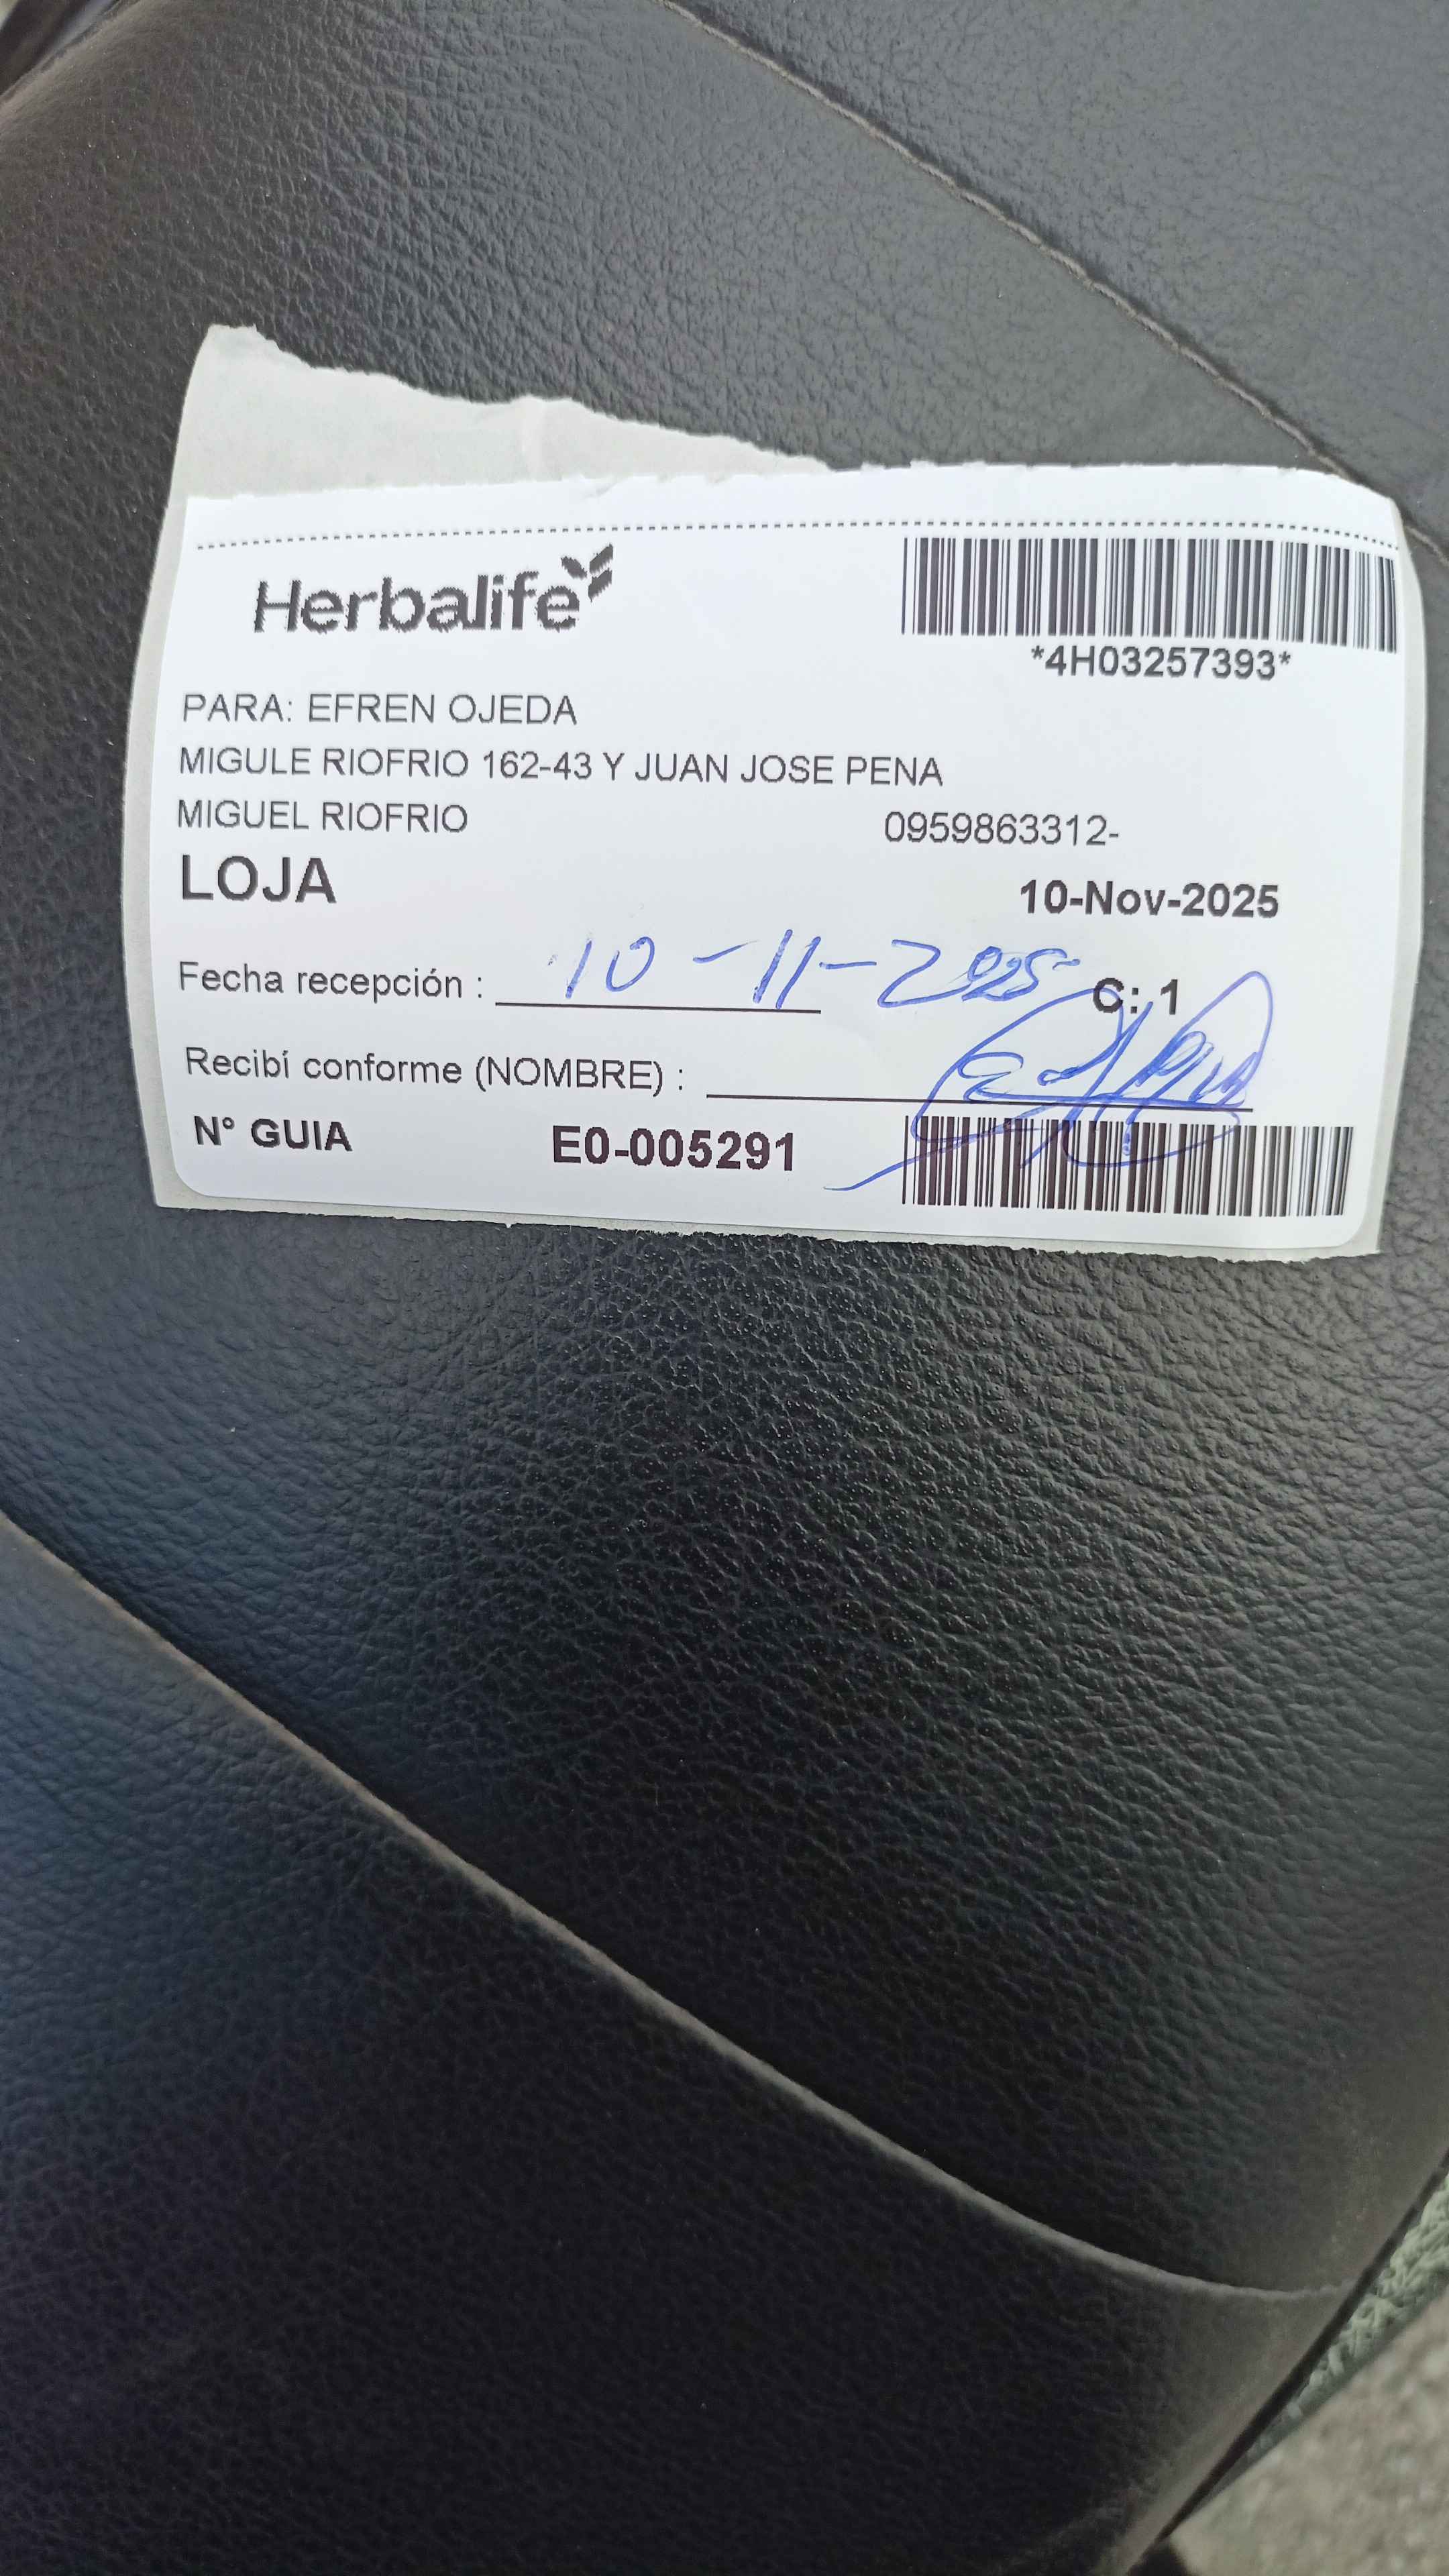 Herbalife
*4H03257393*
PARA: EFREN OJEDA
MIGULE RIOFRIO 162-43 Y JUAN JOSE PENA
MIGUEL RIOFRIO 0959863312-
LOJA 10-Nov-2025
Fecha recepción : 10-11-2025 C: 1
Recibí conforme (NOMBRE) :
N° GUIA E0-005291